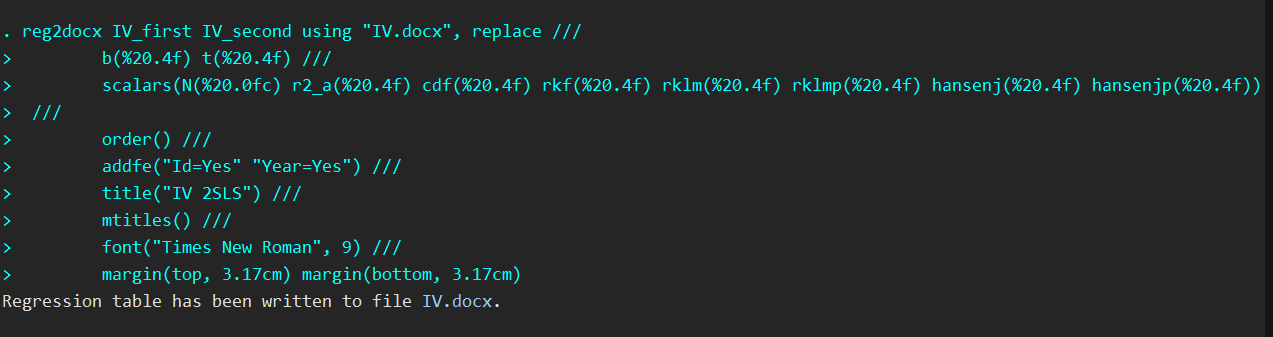 . reg2docx IV_first IV_second using "IV.docx", replace ///
> b(%20.4f) t(%20.4f) ///
> scalars(N(%20.0fc) r2_a(%20.4f) cdf(%20.4f) rkf(%20.4f) rklm(%20.4f) rklmp(%20.4f) hansenj(%20.4f) hansenjp(%20.4f))
> ///
> order() ///
> addfe("Id=Yes" "Year=Yes") ///
> title("IV 2SLS") ///
> mtitles() ///
> font("Times New Roman", 9) ///
> margin(top, 3.17cm) margin(bottom, 3.17cm)
Regression table has been written to file IV.docx.